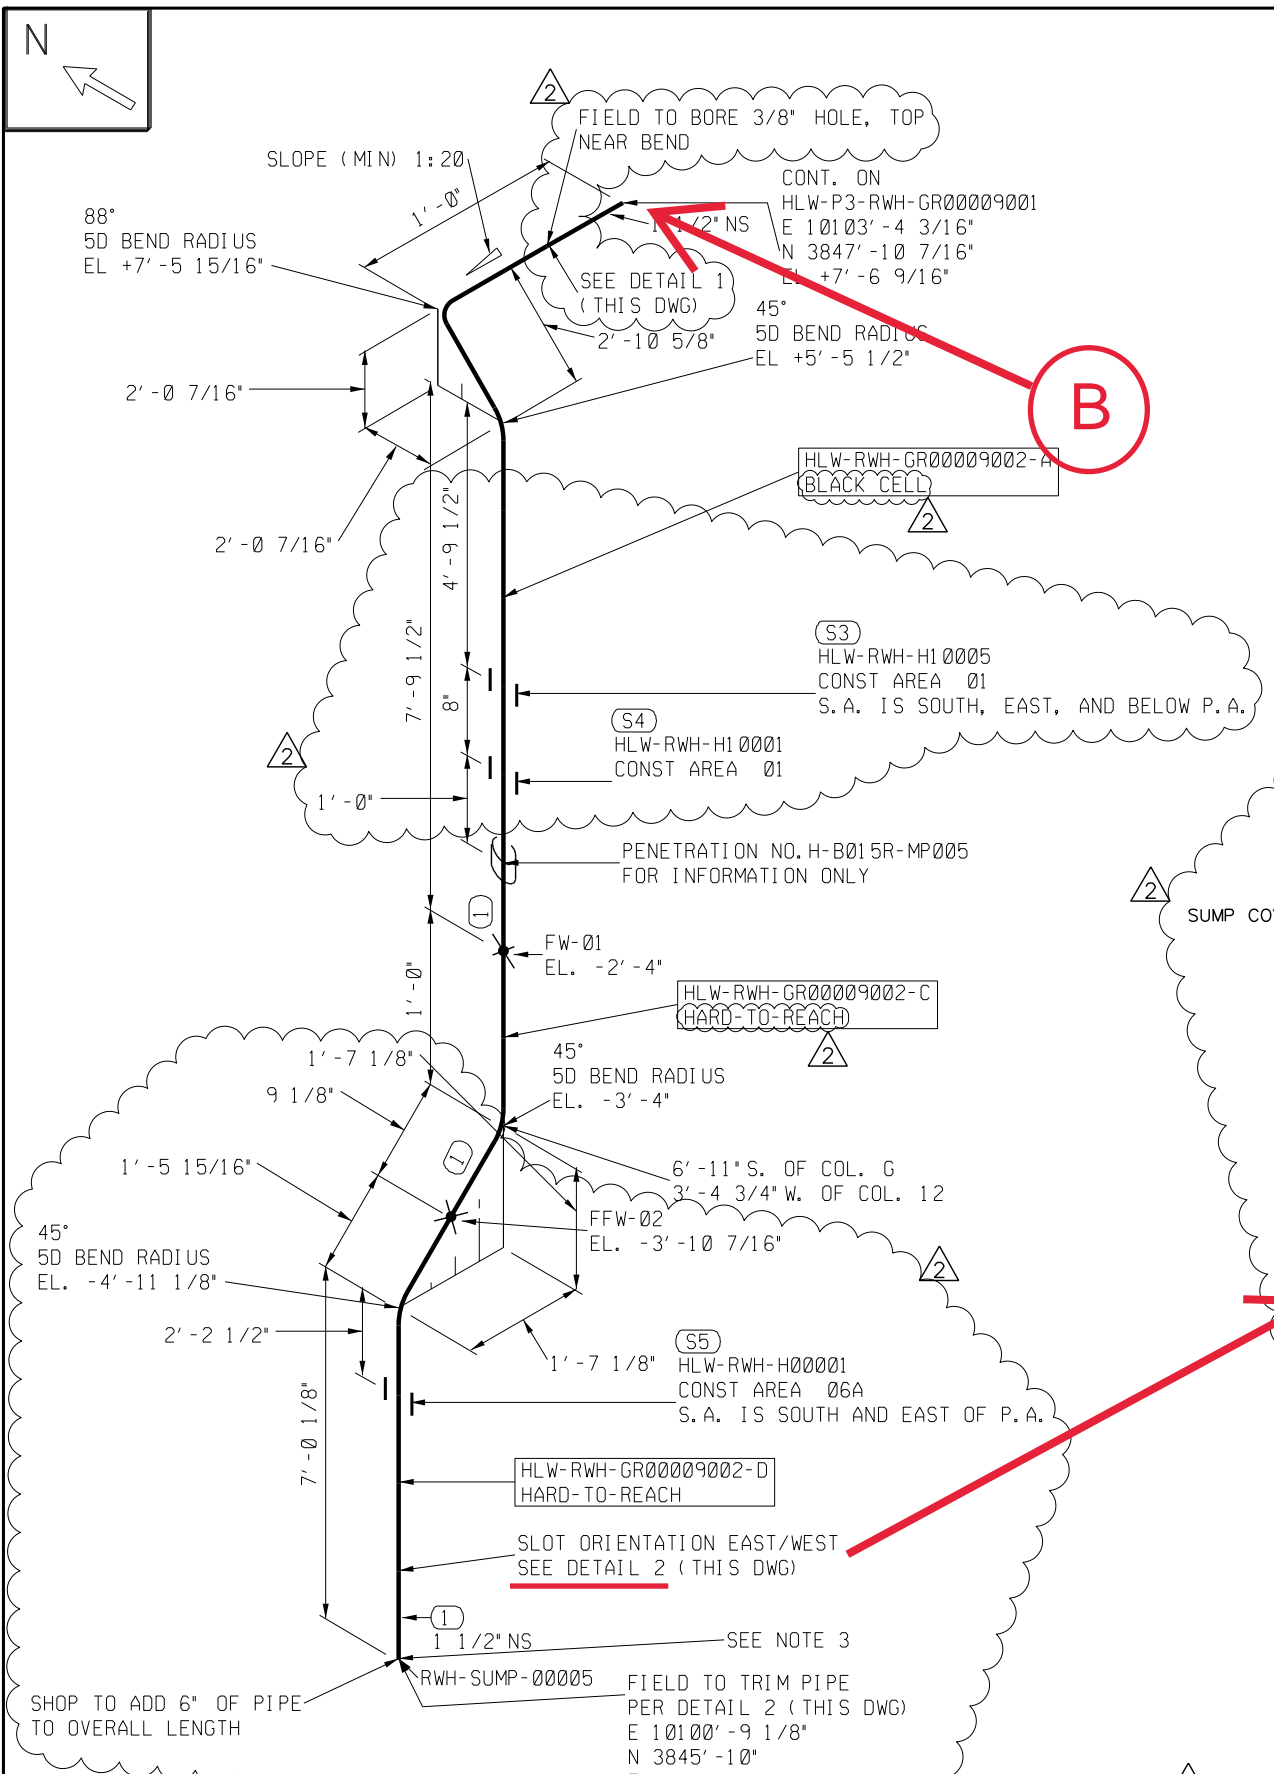 N
2
FIELD TO BORE 3/8" HOLE, TOP
NEAR BEND
SLOPE (MIN) 1:20
1'-0"
CONT. ON
HLW-P3-RWH-GR00009001
E 10103'-4 3/16"
N 3847'-10 7/16"
EL +7'-6 9/16"
1 1/2" NS
88°
5D BEND RADIUS
EL +7'-5 15/16"
SEE DETAIL 1
(THIS DWG)
2'-10 5/8"
45°
5D BEND RADIUS
EL +5'-5 1/2"
B
2'-0 7/16"
2'-0 7/16"
HLW-RWH-GR00009002-A
BLACK CELL
2
4'-9 1/2"
7'-9 1/2"
8"
S3
HLW-RWH-H10005
CONST AREA 01
S.A. IS SOUTH, EAST, AND BELOW P.A.
S4
HLW-RWH-H10001
CONST AREA 01
2
1'-0"
PENETRATION NO. H-B015R-MP005
FOR INFORMATION ONLY
2
SUMP
1
FW-01
EL. -2'-4"
1'-0"
HLW-RWH-GR00009002-C
HARD-TO-REACH
2
1'-7 1/8"
45°
5D BEND RADIUS
EL. -3'-4"
9 1/8"
1
1'-5 15/16"
6'-11" S. OF COL. G
3'-4 3/4" W. OF COL. 12
FFW-02
EL. -3'-10 7/16"
45°
5D BEND RADIUS
EL. -4'-11 1/8"
2
2'-2 1/2"
1'-7 1/8"
S5
HLW-RWH-H00001
CONST AREA 06A
S.A. IS SOUTH AND EAST OF P.A.
7'-0 1/8"
HLW-RWH-GR00009002-D
HARD-TO-REACH
SLOT ORIENTATION EAST/WEST
SEE DETAIL 2 (THIS DWG)
1
1 1/2" NS
SEE NOTE 3
RWH-SUMP-00005
SHOP TO ADD 6" OF PIPE
TO OVERALL LENGTH
FIELD TO TRIM PIPE
PER DETAIL 2 (THIS DWG)
E 10100'-9 1/8"
N 3845'-10"